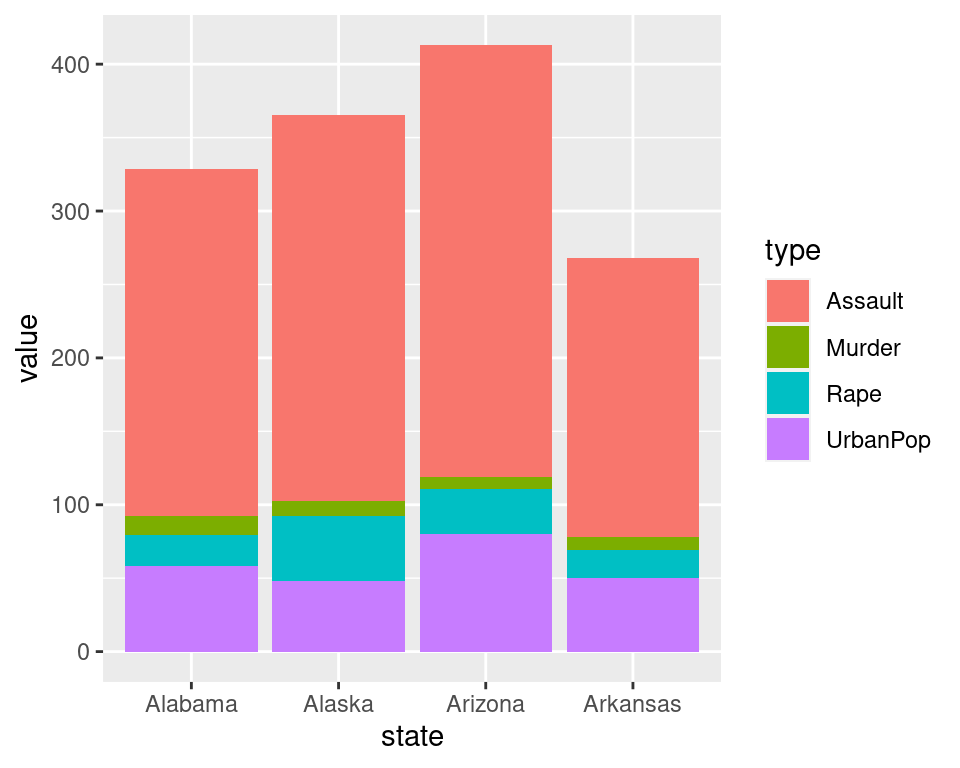 400
300
200
100
0
value
Alabama Alaska Arizona Arkansas
state
type
Assault
Murder
Rape
UrbanPop